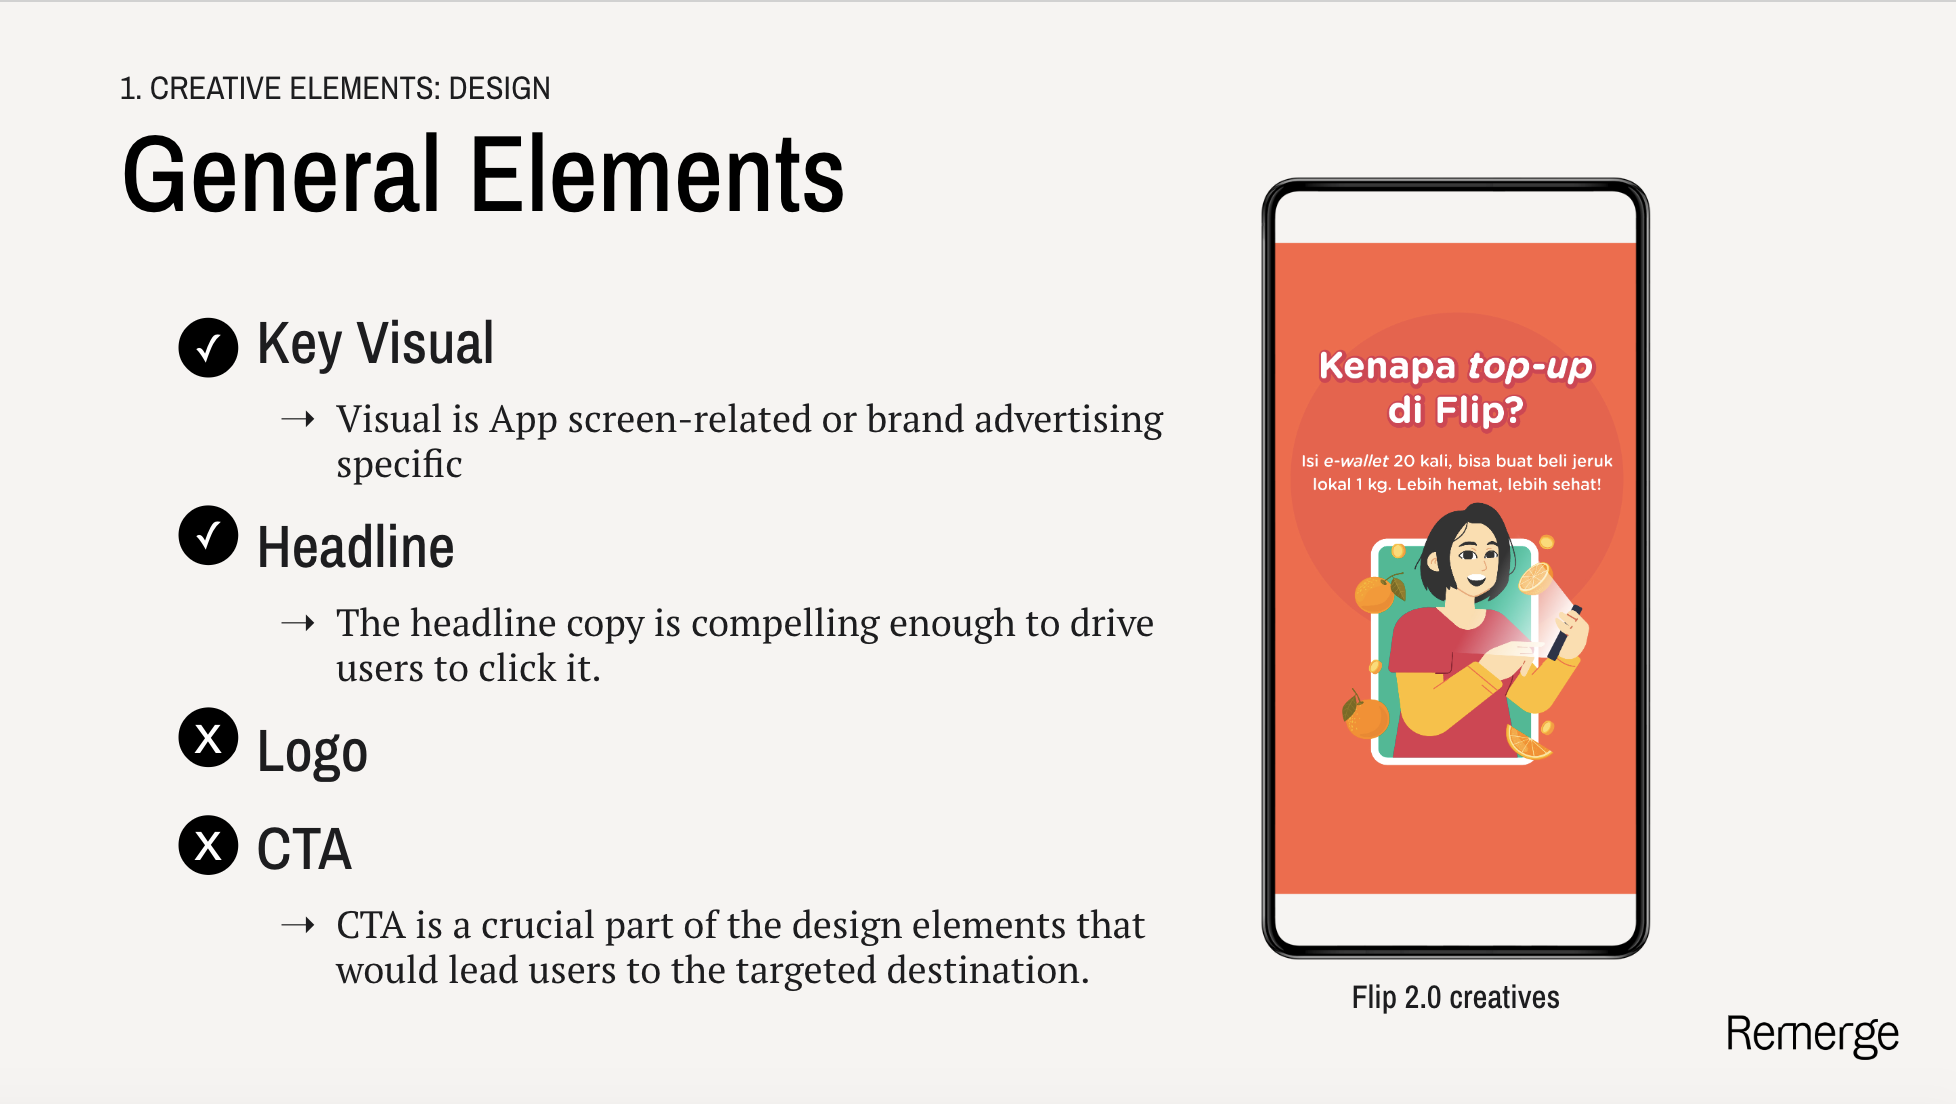 1. CREATIVE ELEMENTS: DESIGN
General Elements
✓ Key Visual
→ Visual is App screen-related or brand advertising
specific
✓ Headline
→ The headline copy is compelling enough to drive
users to click it.
X Logo
X CTA
→ CTA is a crucial part of the design elements that
would lead users to the targeted destination.
Kenapa top-up
di Flip?
Isi e-wallet 20 kali, bisa buat beli jeruk
lokal 1 kg. Lebih hemat, lebih sehat!
Flip 2.0 creatives
Remerge